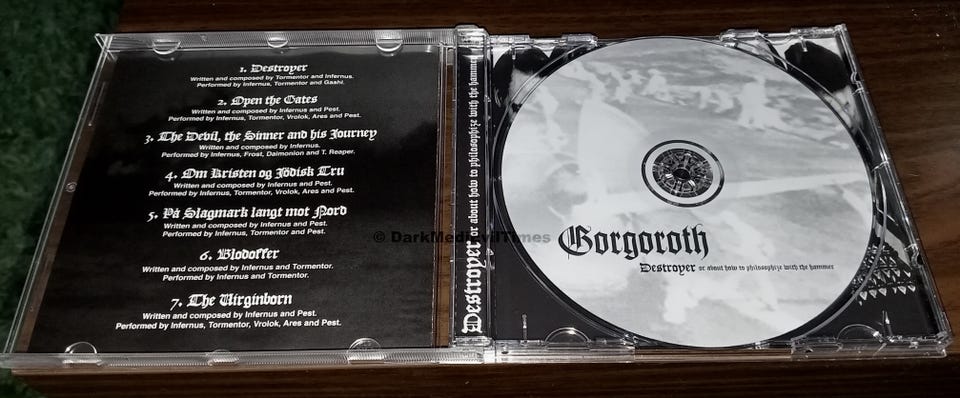 1. Destroyer
Written and composed by Tormentor and Infernus.
Performed by Infernus, Tormentor and Gaahl.
2. Open the Gates
Written and composed by Infernus and Pest.
Performed by Infernus, Tormentor, Vrolok, Ares and Pest.
3. The Devil, the Sinner and his Journey
Written and composed by Infernus.
Performed by Infernus, Frost, Daimonion and T. Reaper.
4. Om Kristen og Jödisk Tru
Written and composed by Infernus and Pest.
Performed by Infernus, Tormentor, Vrolok, Ares and Pest.
5. På Slagmark langt mot Nord
Written and composed by Infernus and Pest.
Performed by Infernus, Tormentor and Pest.
6. Blodoffer
Written and composed by Infernus and Tormentor.
Performed by Infernus and Tormentor.
7. The Virginborn
Written and composed by Infernus and Pest.
Performed by Infernus, Tormentor, Vrolok, Ares and Pest.
Destroyer or about how to philosophize with the hammer
© DarkMedievilTimes
Gorgoroth
Destroyer or about how to philosophize with the hammer